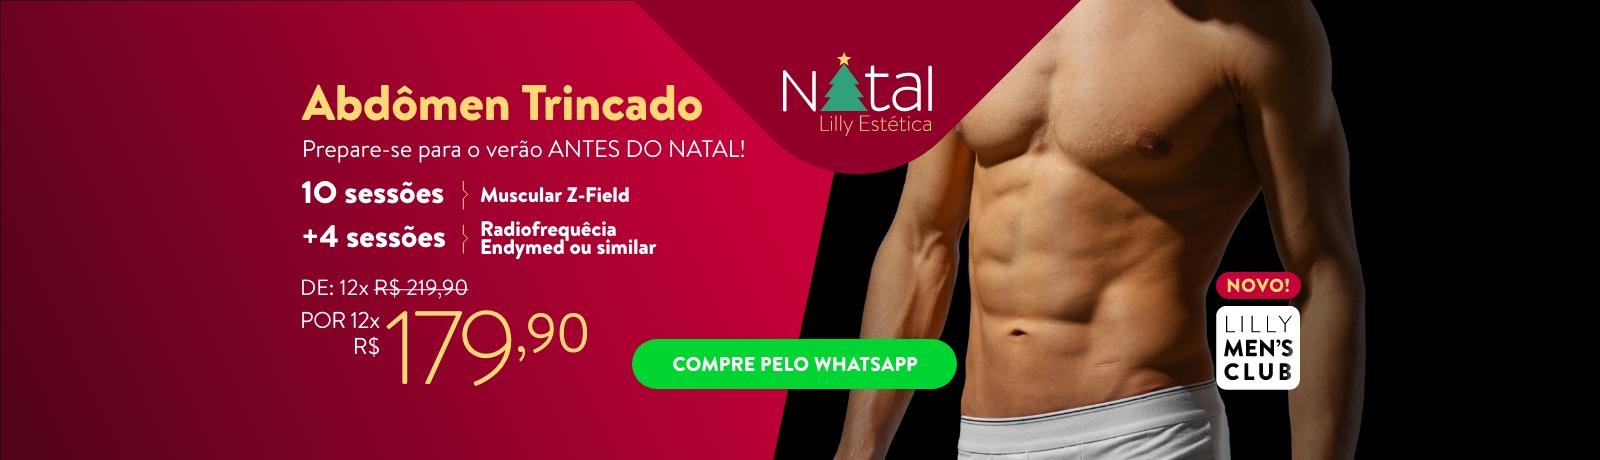 Natal
Lilly Estética
Abdômen Trincado
Prepare-se para o verão ANTES DO NATAL!
10 sessões
Muscular Z-Field
+4 sessões
Radiofrequêcia
Endymed ou similar
DE: 12x R$ 219,90
POR 12x
R$ 179,90
COMPRE PELO WHATSAPP
NOVO!
LILLY
MEN'S
CLUB